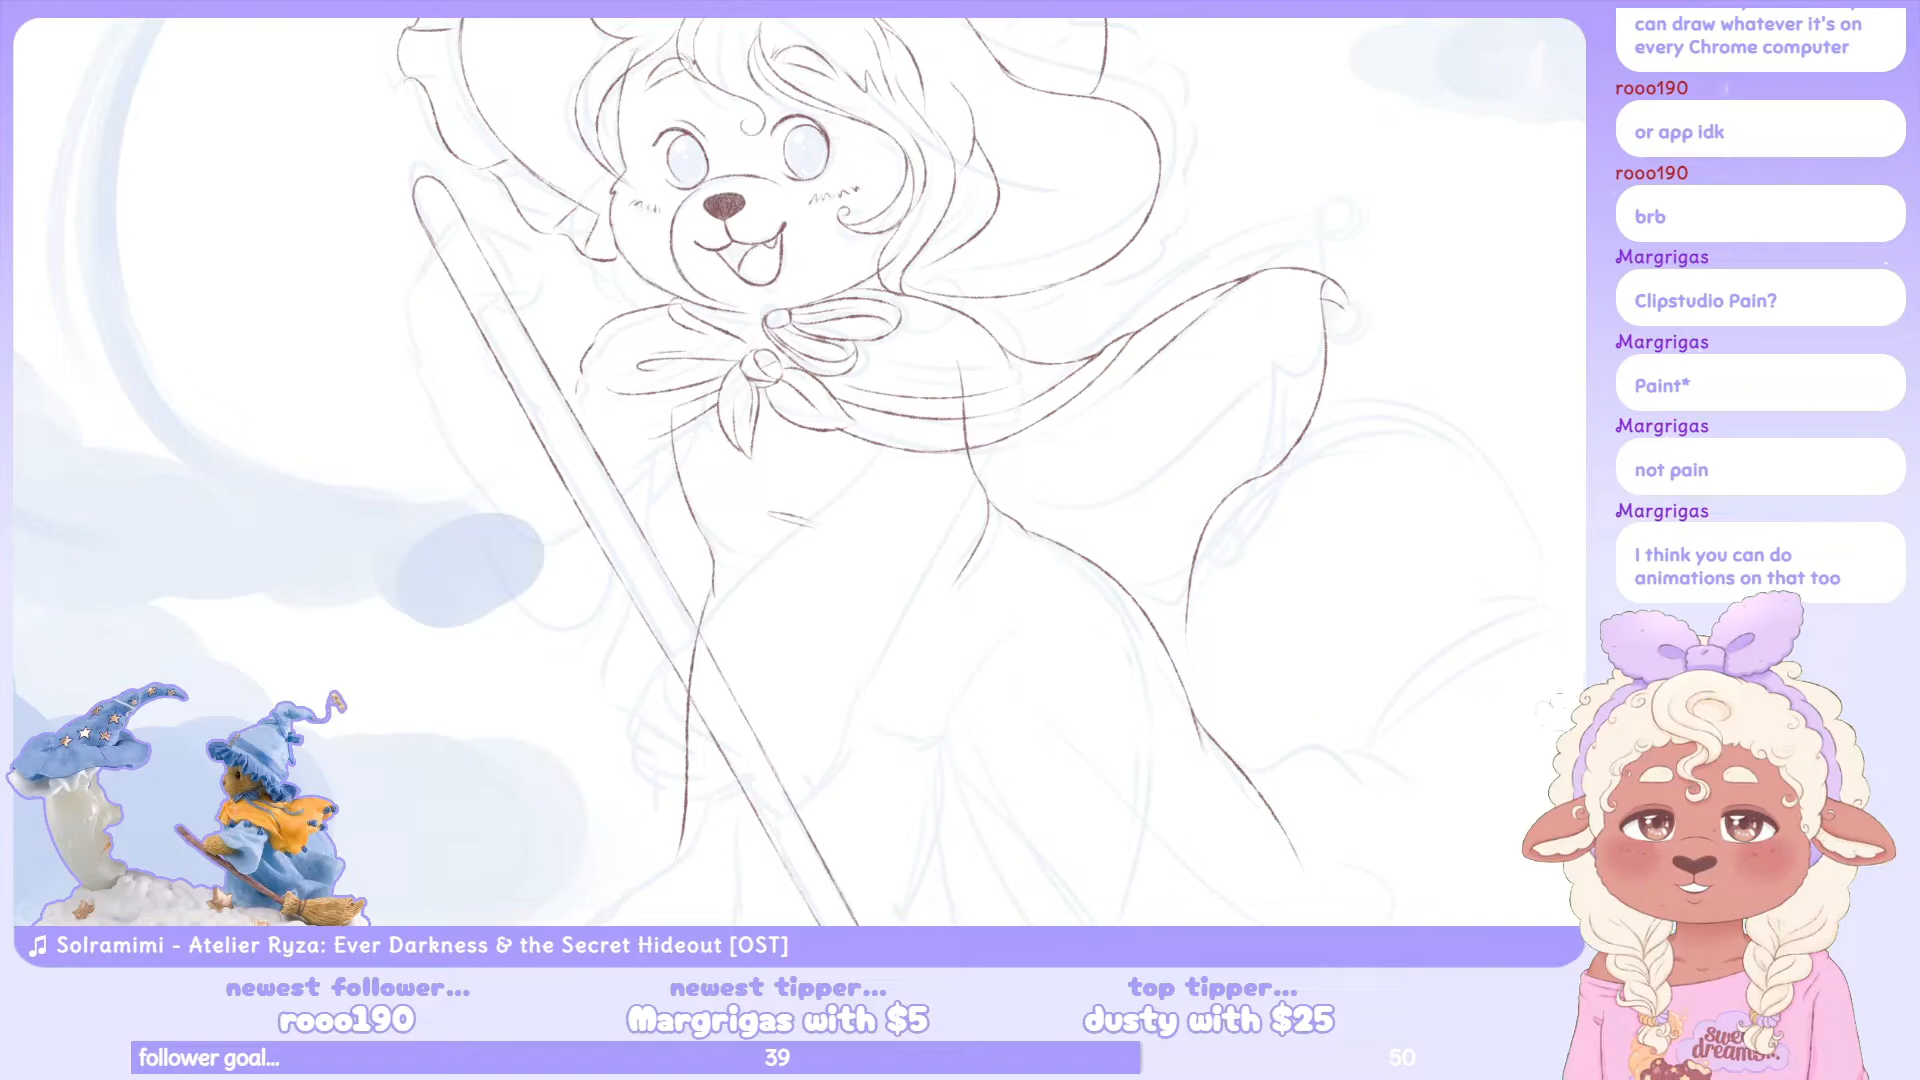 can draw whatever it's on
every Chrome computer
rooo190
or app idk
rooo190
brb
Margrigas
Clipstudio Pain?
Margrigas
Paint*
Margrigas
not pain
Margrigas
I think you can do
animations on that too
♫ Solramimi - Atelier Ryza: Ever Darkness & the Secret Hideout [OST]
newest follower...
rooo190
newest tipper...
Margrigas with $5
top tipper...
dusty with $25
follower goal...
39
50